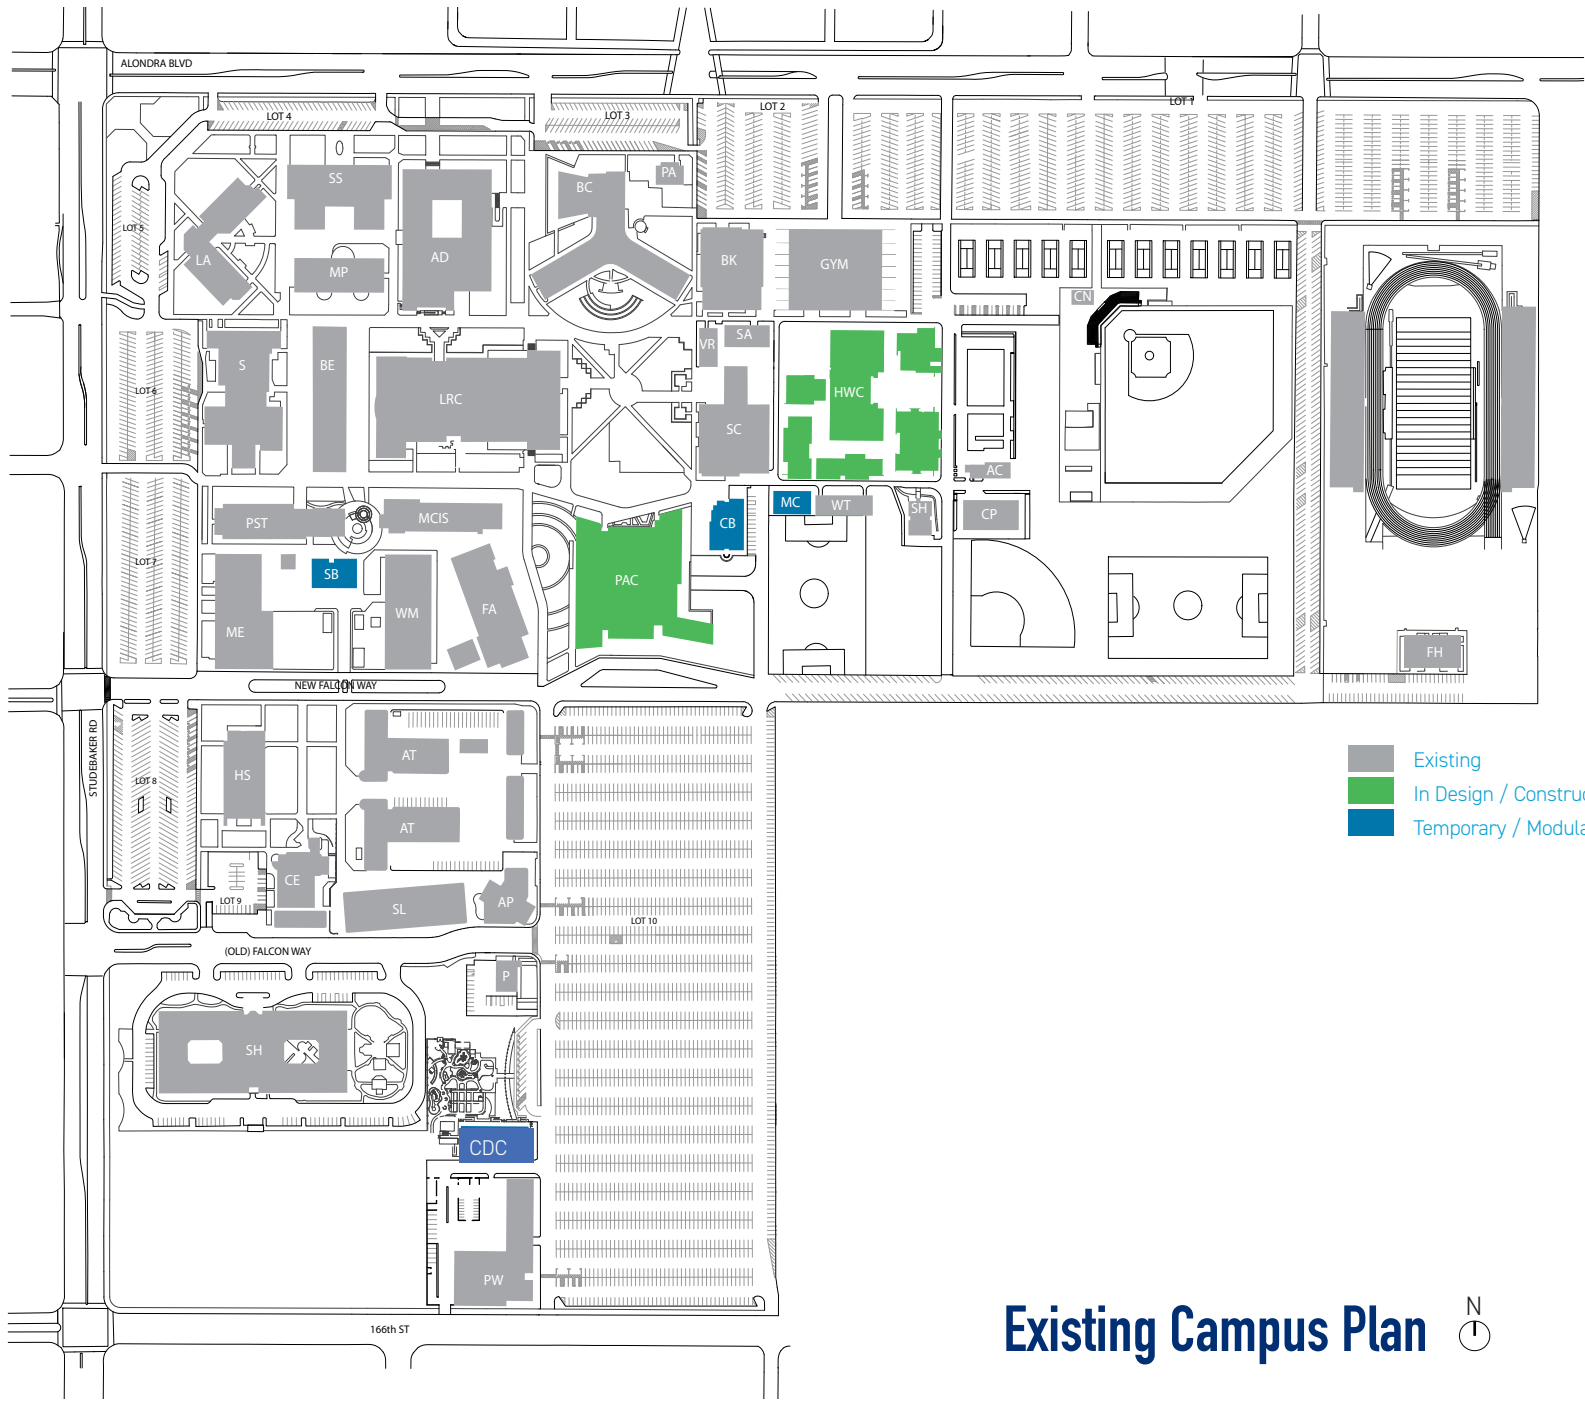 ALONDRA BLVD
LOT 4
LOT 3
LOT 2
LOT 1
SS
BC
PA
LOT 5
LA
MP
AD
BK
GYM
CN
S
BE
LRC
VR
SA
LOT 6
SC
HWC
AC
PST
MCIS
CB
MC
WT
SH
CP
LOT 7
SB
PAC
ME
WM
FA
FH
NEW FALCON WAY
STUDEBAKER RD
LOT 8
HS
AT
AT
CE
LOT 9
SL
AP
LOT 10
(OLD) FALCON WAY
P
SH
CDC
PW
166th ST
Existing
In Design / Construc
Temporary / Modula
Existing Campus Plan
N